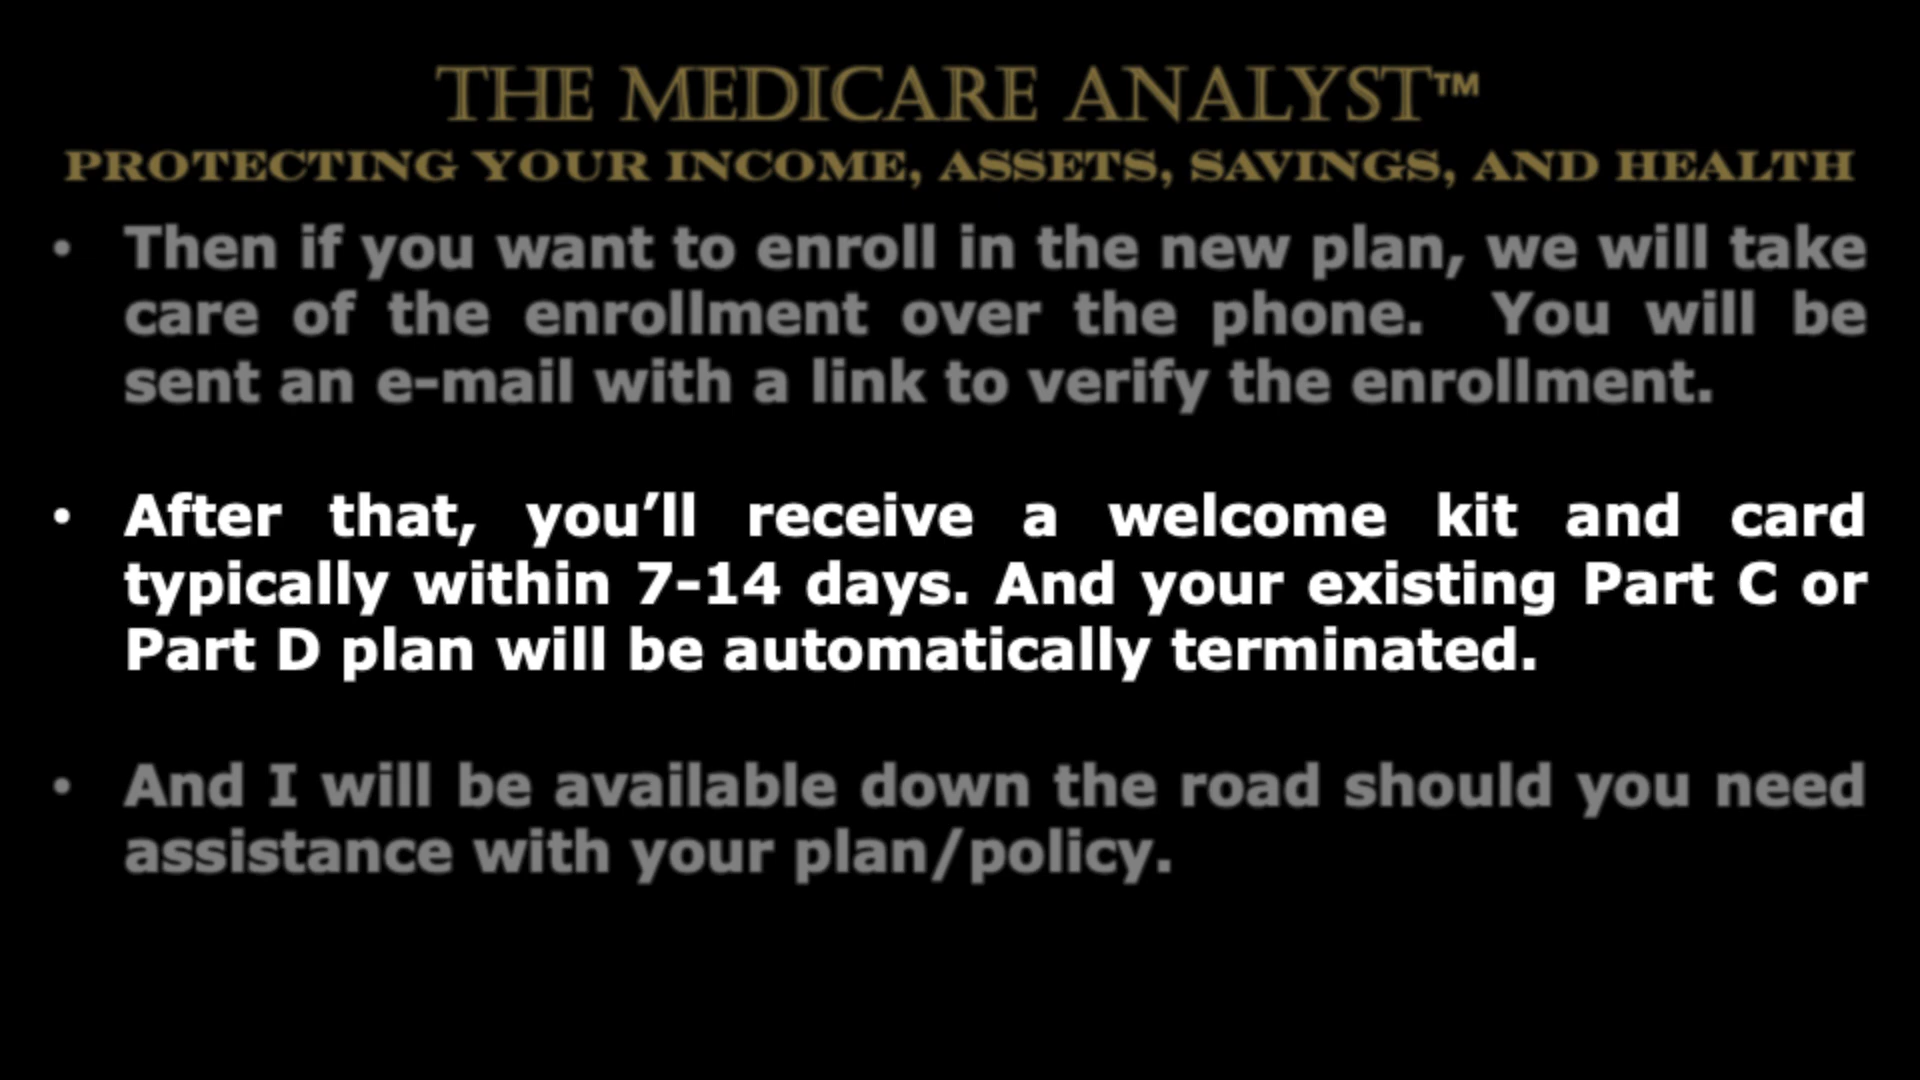 THE MEDICARE ANALYST™
PROTECTING YOUR INCOME, ASSETS, SAVINGS, AND HEALTH
• Then if you want to enroll in the new plan, we will take
care of the enrollment over the phone.  You will be
sent an e-mail with a link to verify the enrollment.
• After that, you’ll receive a welcome kit and card
typically within 7-14 days. And your existing Part C or
Part D plan will be automatically terminated.
• And I will be available down the road should you need
assistance with your plan/policy.